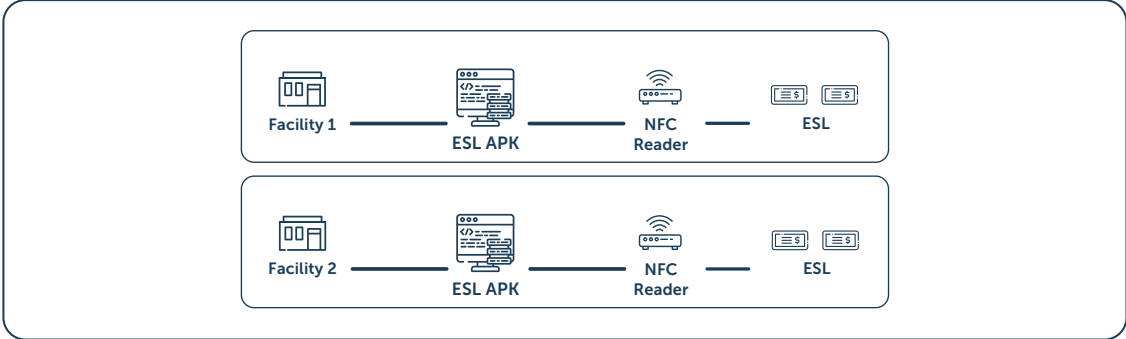 Facility 1
ESL APK
NFC
Reader
ESL
Facility 2
ESL APK
NFC
Reader
ESL